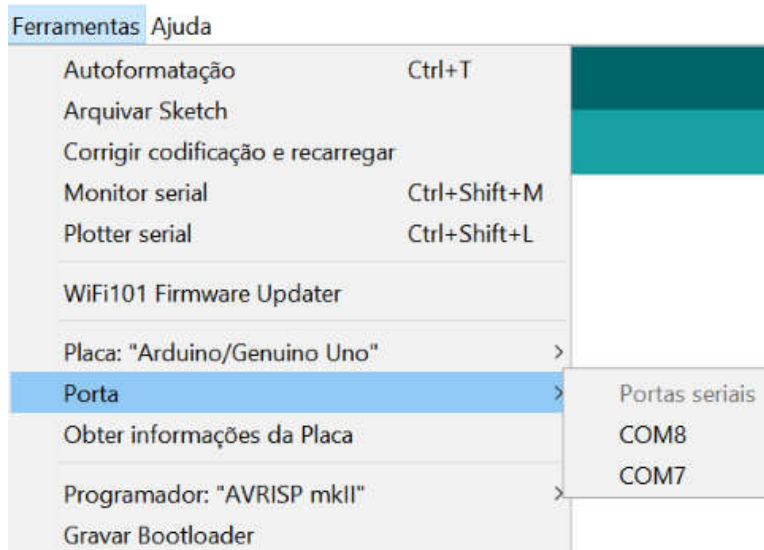 Ferramentas Ajuda
Autoformatação Ctrl+T
Arquivar Sketch
Corrigir codificação e recarregar
Monitor serial Ctrl+Shift+M
Plotter serial Ctrl+Shift+L
WiFi101 Firmware Updater
Placa: "Arduino/Genuino Uno" >
Porta >
Portas seriais
COM8
COM7
Obter informações da Placa
Programador: "AVRISP mkII" >
Gravar Bootloader